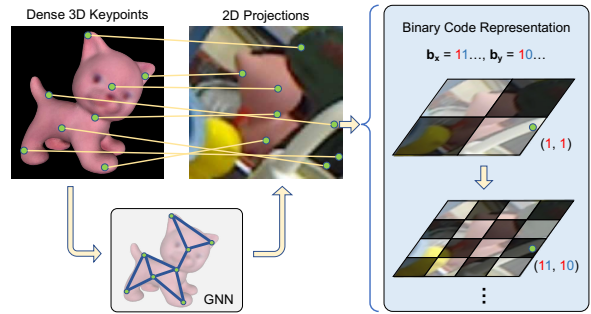 Dense 3D Keypoints
2D Projections
Binary Code Representation
bx = 11..., by = 10...
(1, 1)
(11, 10)
⋮
GNN